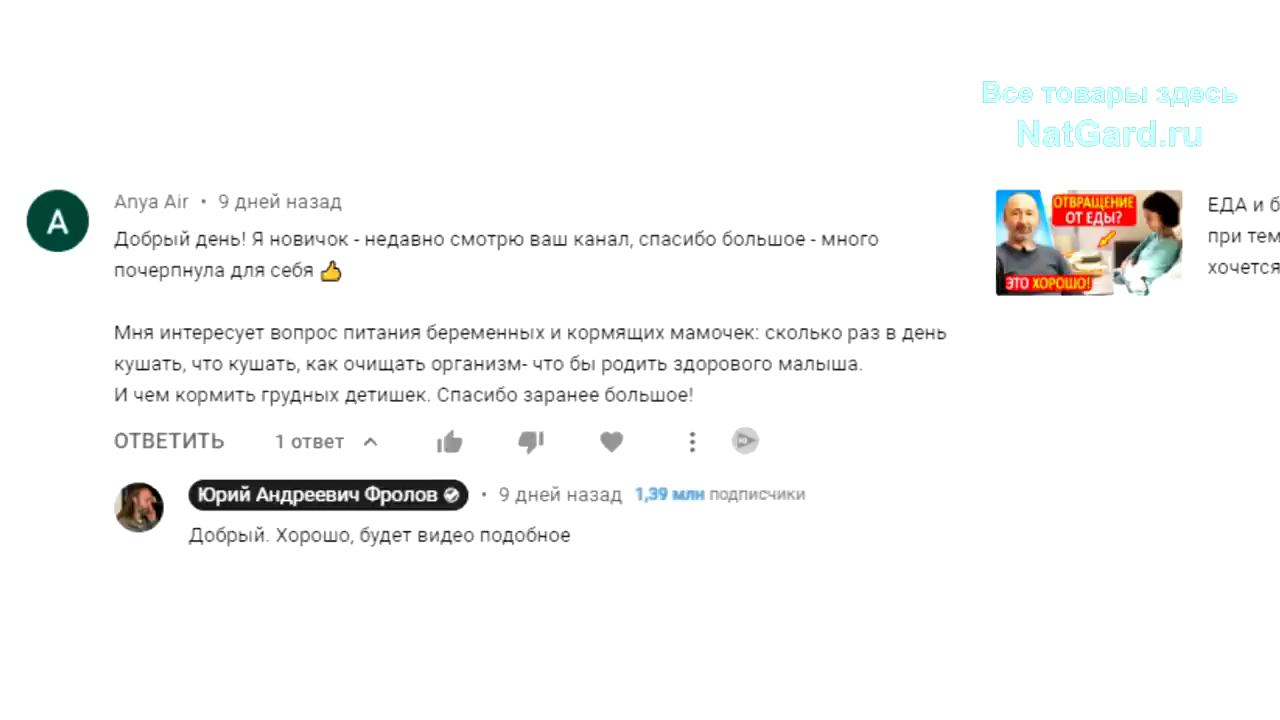 Все товары здесь
NatGard.ru
Anya Air • 9 дней назад
Добрый день! Я новичок - недавно смотрю ваш канал, спасибо большое - много
почерпнула для себя 👍
Мня интересует вопрос питания беременных и кормящих мамочек: сколько раз в день
кушать, что кушать, как очищать организм- что бы родить здорового малыша.
И чем кормить грудных детишек. Спасибо заранее большое!
ОТВЕТИТЬ 1 ответ
Юрий Андреевич Фролов • 9 дней назад 1,39 млн подписчики
Добрый. Хорошо, будет видео подобное
A
ОТВРАЩЕНИЕ
ОТ ЕДЫ?
ЭТО ХОРОШО!
ЕДА и б
при тем
хочется